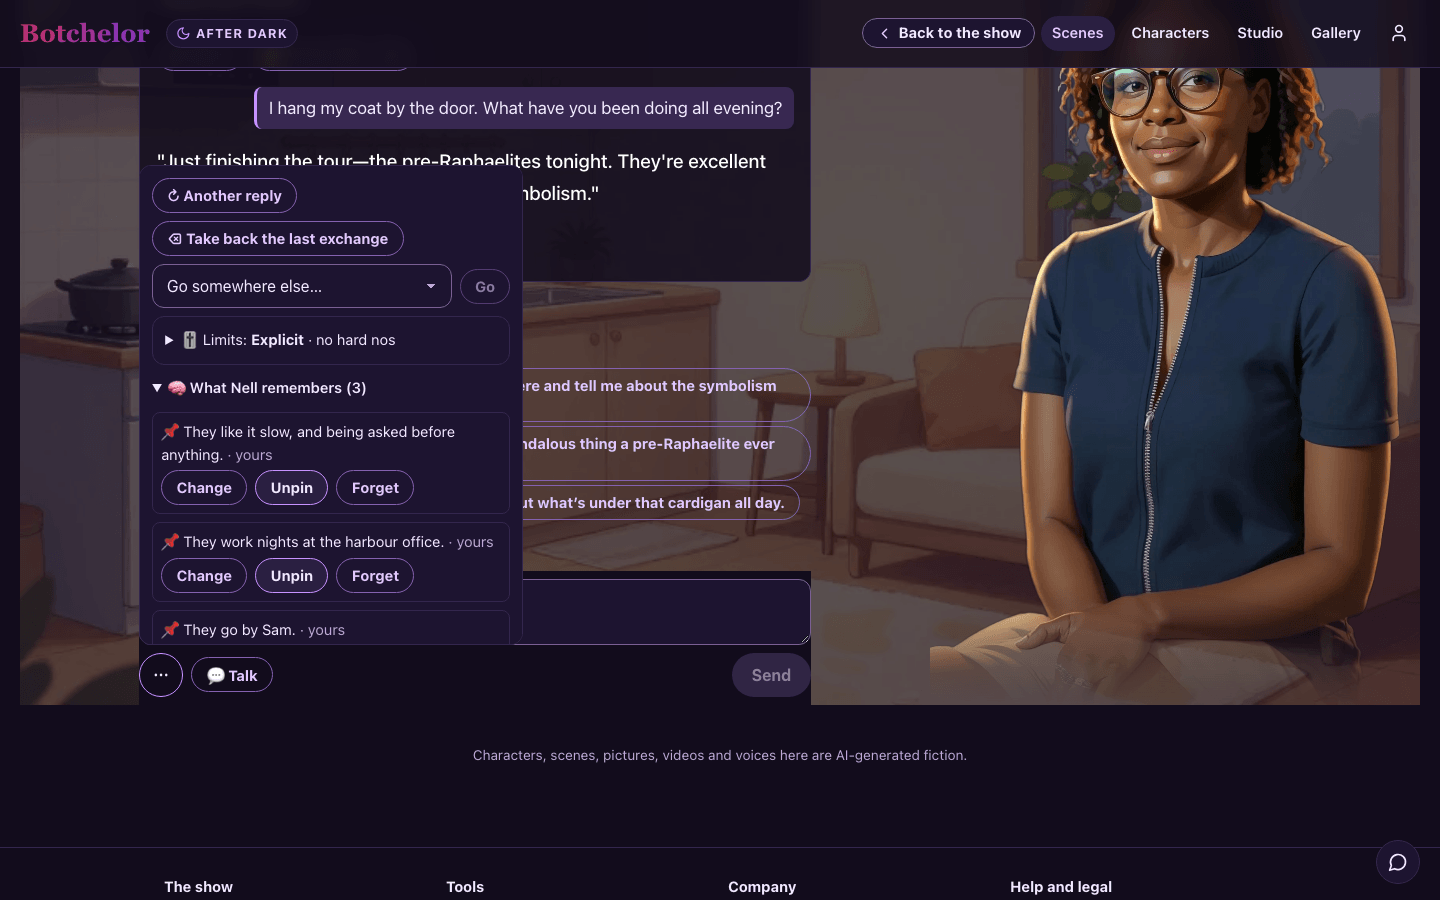 Botchelor
AFTER DARK
Back to the show
Scenes
Characters
Studio
Gallery
I hang my coat by the door. What have you been doing all evening?
"Just finishing the tour—the pre-Raphaelites tonight. They're excellent
nbolism."
Another reply
Take back the last exchange
Go somewhere else...
Go
Limits: Explicit · no hard nos
ere and tell me about the symbolism
What Nell remembers (3)
They like it slow, and being asked before
anything. · yours
ndalous thing a pre-Raphaelite ever
Change
Unpin
Forget
ut what's under that cardigan all day.
They work nights at the harbour office. · yours
Change
Unpin
Forget
They go by Sam. · yours
...
Talk
Send
Characters, scenes, pictures, videos and voices here are AI-generated fiction.
The show
Tools
Company
Help and legal